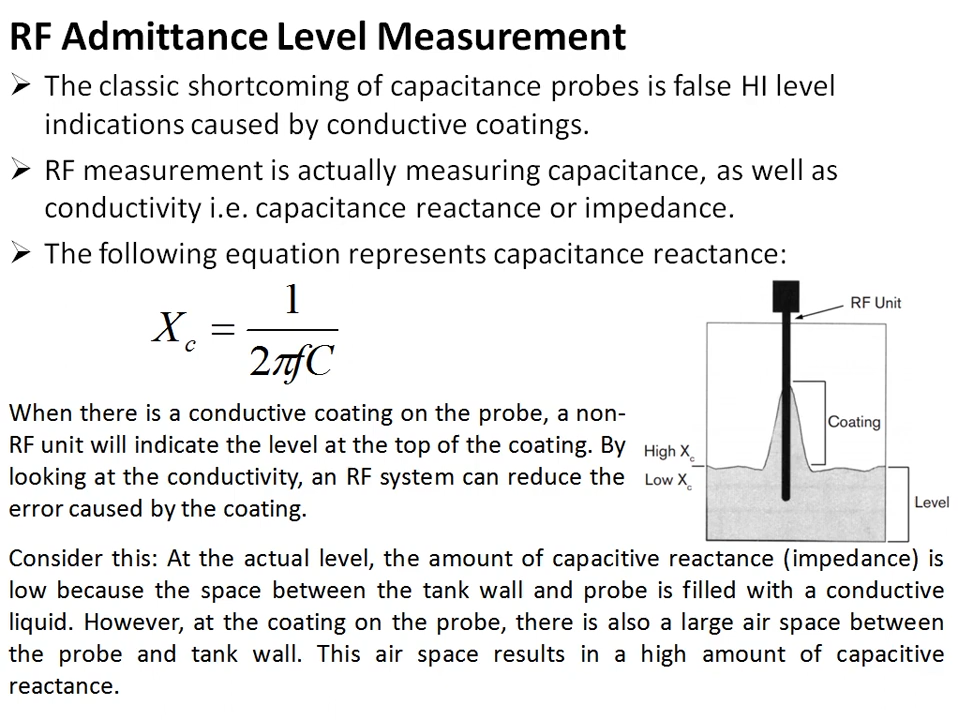 RF Admittance Level Measurement
➢ The classic shortcoming of capacitance probes is false HI level
indications caused by conductive coatings.
➢ RF measurement is actually measuring capacitance, as well as
conductivity i.e. capacitance reactance or impedance.
➢ The following equation represents capacitance reactance:
X_c = 1 / 2πfC
When there is a conductive coating on the probe, a non-
RF unit will indicate the level at the top of the coating. By
looking at the conductivity, an RF system can reduce the
error caused by the coating.
RF Unit
Coating
High X_c
Low X_c
Level
Consider this: At the actual level, the amount of capacitive reactance (impedance) is
low because the space between the tank wall and probe is filled with a conductive
liquid. However, at the coating on the probe, there is also a large air space between
the probe and tank wall. This air space results in a high amount of capacitive
reactance.